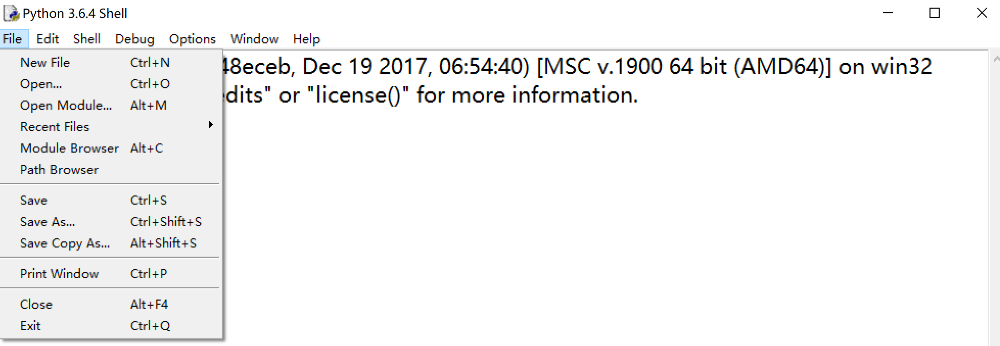 Python 3.6.4 Shell
File Edit Shell Debug Options Window Help
New File Ctrl+N
Open... Ctrl+O
Open Module... Alt+M
Recent Files
Module Browser Alt+C
Path Browser
Save Ctrl+S
Save As... Ctrl+Shift+S
Save Copy As... Alt+Shift+S
Print Window Ctrl+P
Close Alt+F4
Exit Ctrl+Q
48eceb, Dec 19 2017, 06:54:40) [MSC v.1900 64 bit (AMD64)] on win32
edits" or "license()" for more information.